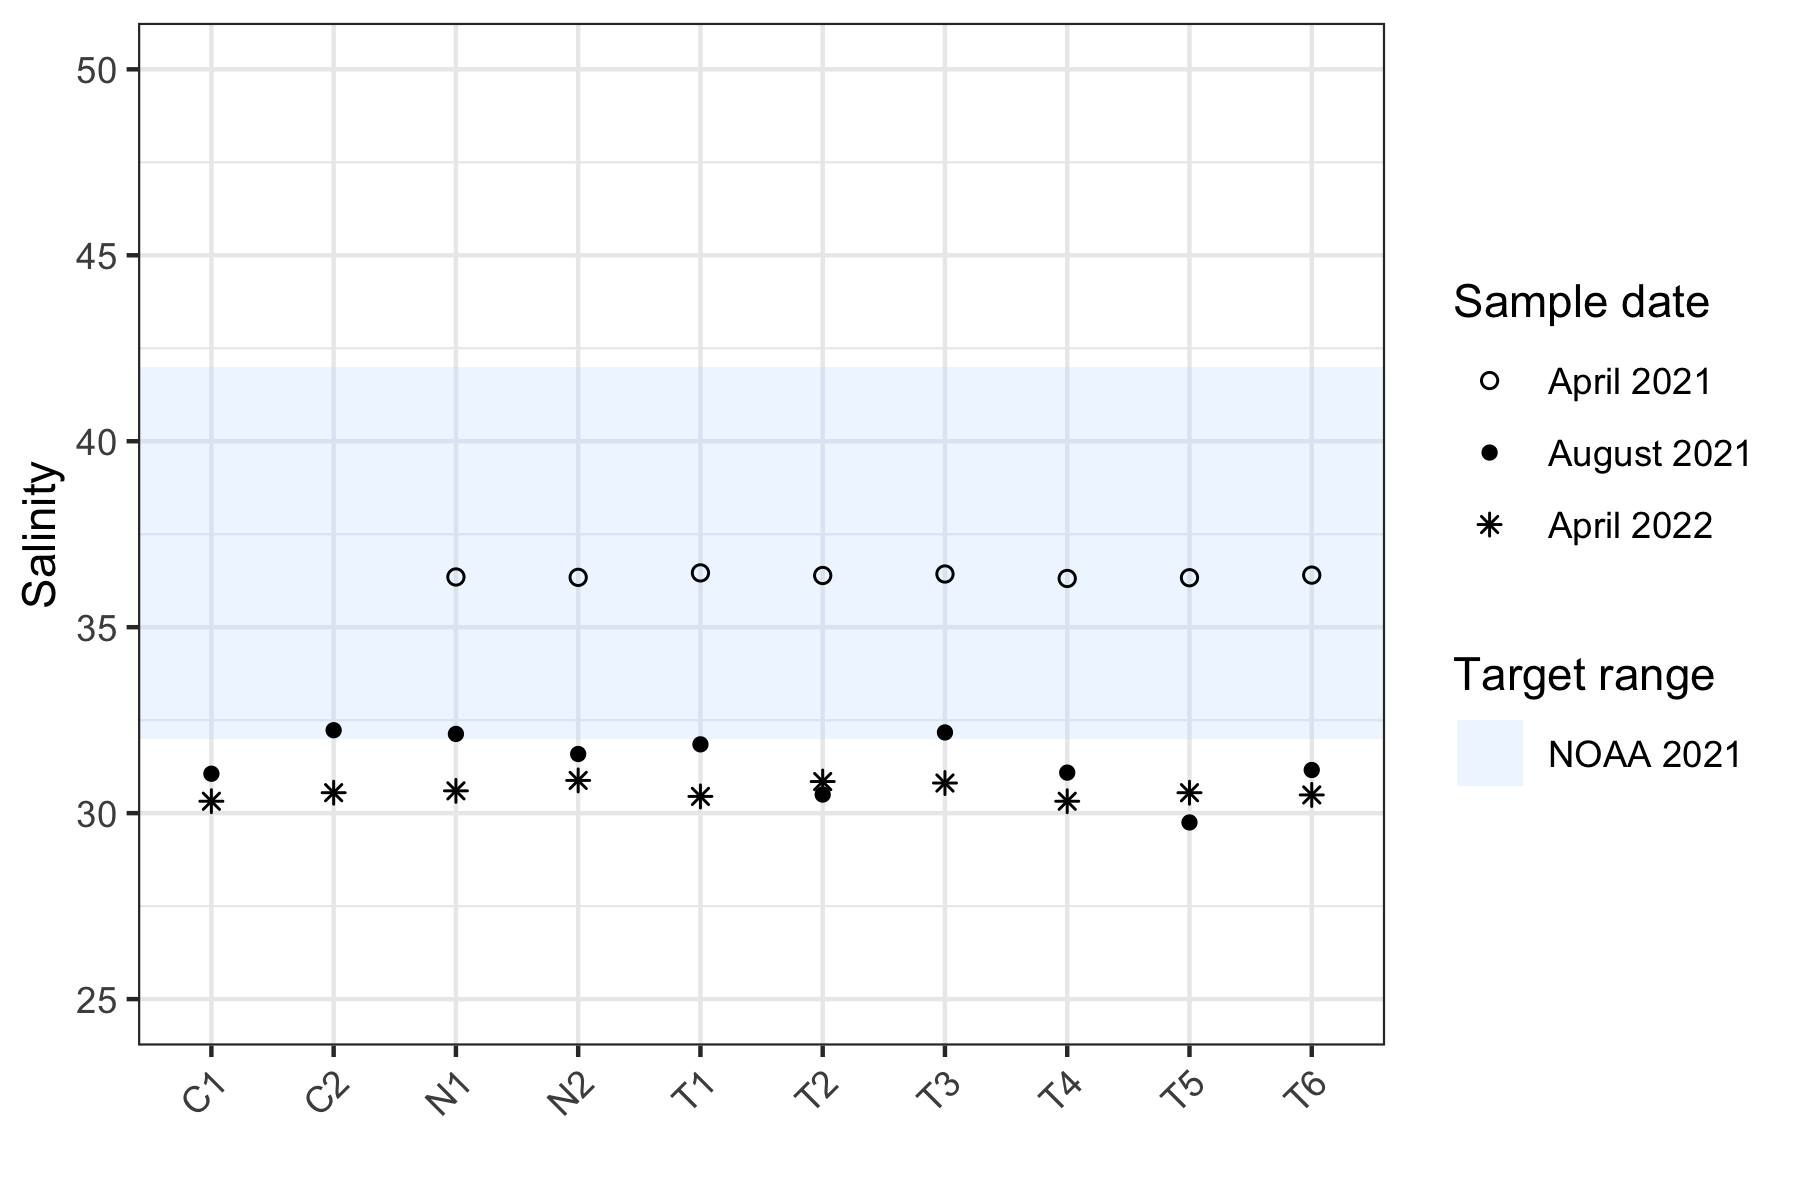 Salinity
50
45
40
35
30
25
C1
C2
N1
N2
T1
T2
T3
T4
T5
T6
Sample date
April 2021
August 2021
April 2022
Target range
NOAA 2021